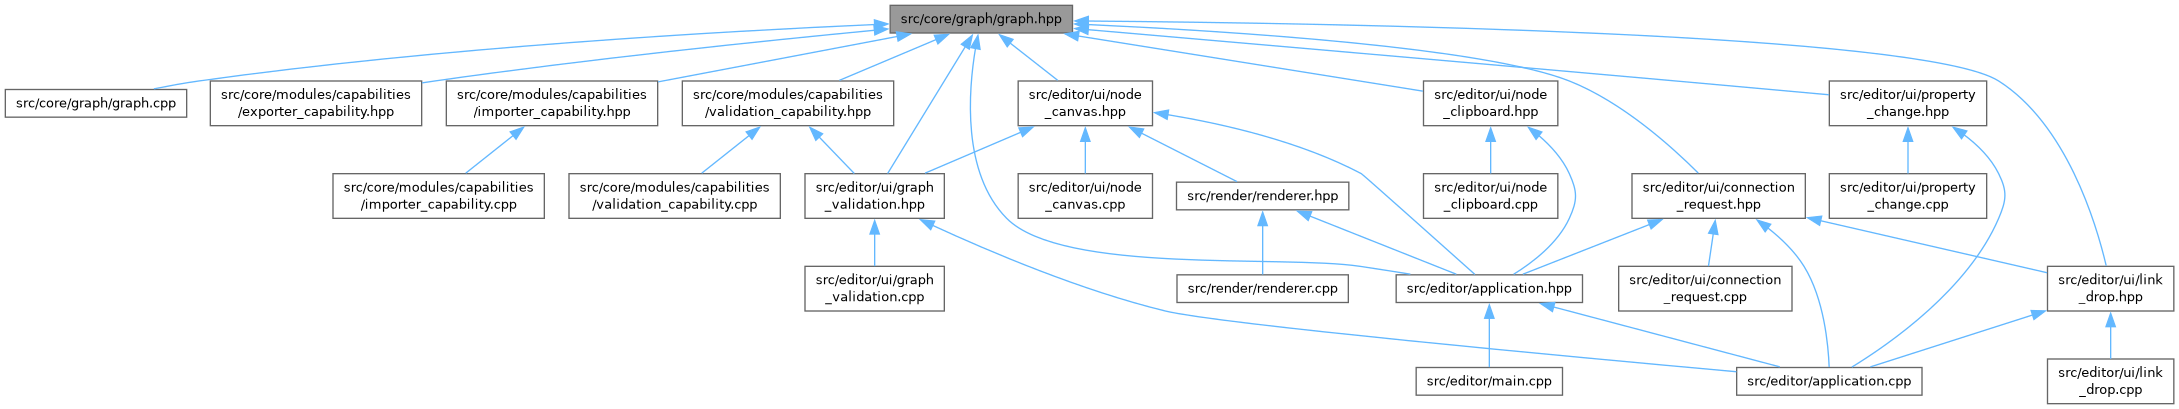 src/core/graph/graph.hpp
src/core/graph/graph.cpp
src/core/modules/capabilities
/exporter_capability.hpp
src/core/modules/capabilities
/importer_capability.hpp
src/core/modules/capabilities
/validation_capability.hpp
src/editor/ui/node
_canvas.hpp
src/editor/ui/node
_clipboard.hpp
src/editor/ui/property
_change.hpp
src/core/modules/capabilities
/importer_capability.cpp
src/core/modules/capabilities
/validation_capability.cpp
src/editor/ui/graph
_validation.hpp
src/editor/ui/node
_canvas.cpp
src/render/renderer.hpp
src/editor/ui/node
_clipboard.cpp
src/editor/ui/connection
_request.hpp
src/editor/ui/property
_change.cpp
src/editor/ui/graph
_validation.cpp
src/render/renderer.cpp
src/editor/application.hpp
src/editor/ui/connection
_request.cpp
src/editor/ui/link
_drop.hpp
src/editor/main.cpp
src/editor/application.cpp
src/editor/ui/link
_drop.cpp